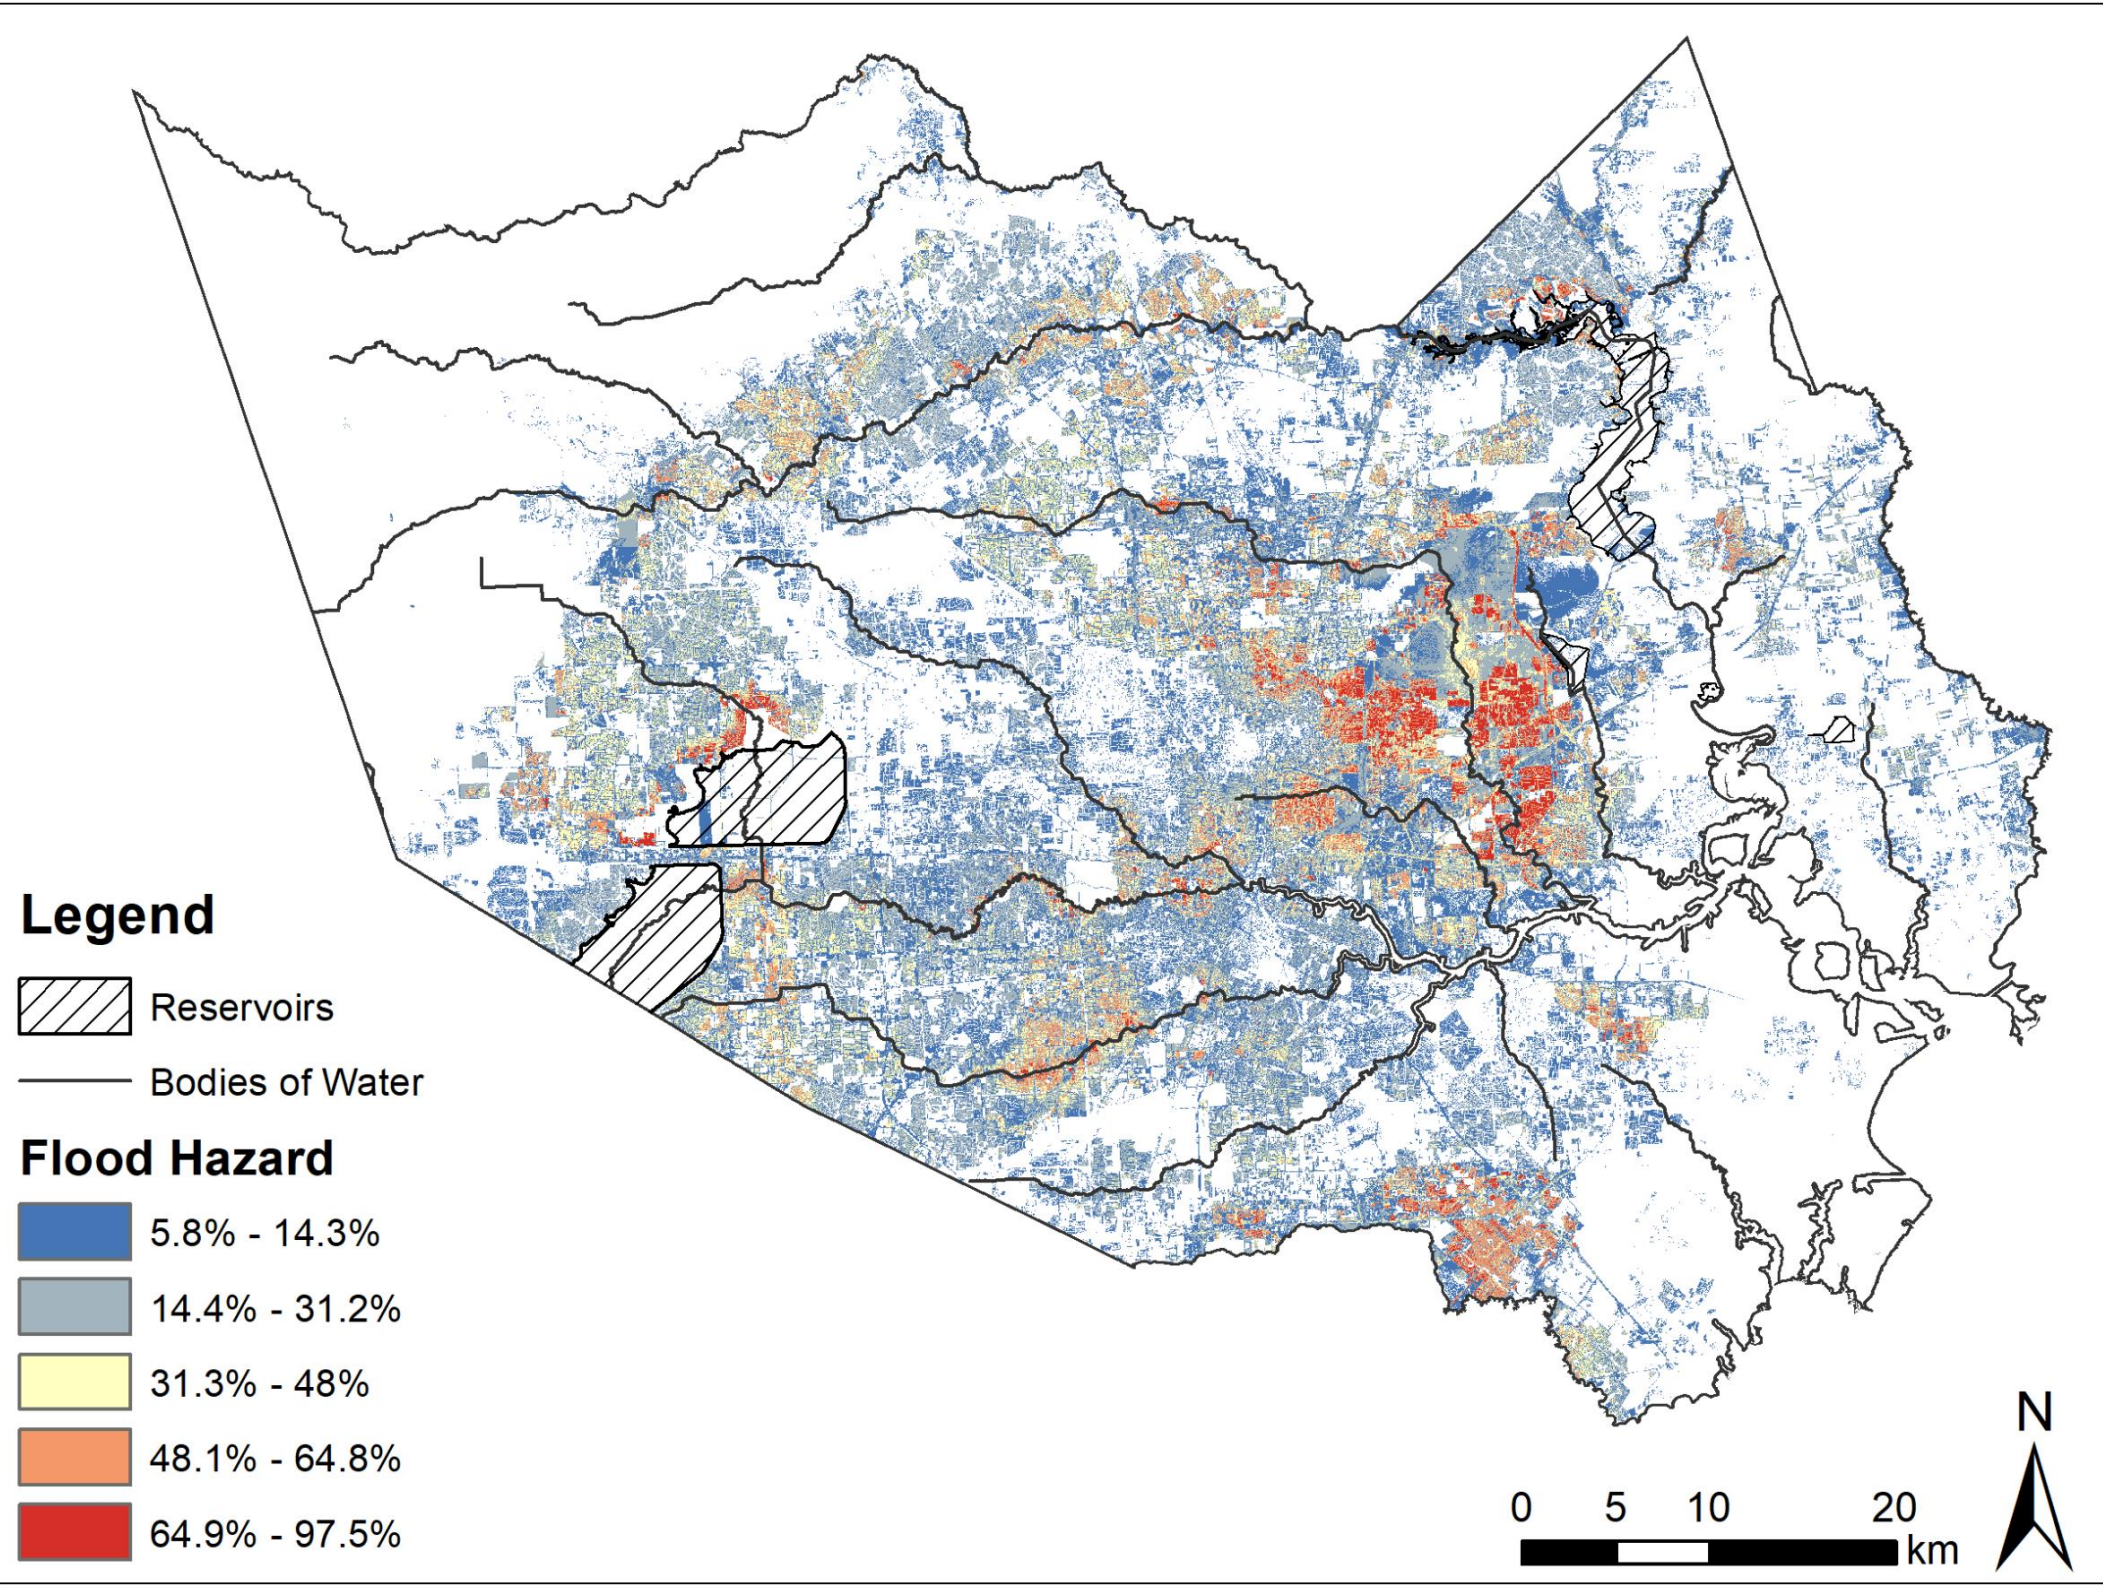 Legend
Reservoirs
Bodies of Water
Flood Hazard
5.8% - 14.3%
14.4% - 31.2%
31.3% - 48%
48.1% - 64.8%
64.9% - 97.5%
N
0 5 10 20
km